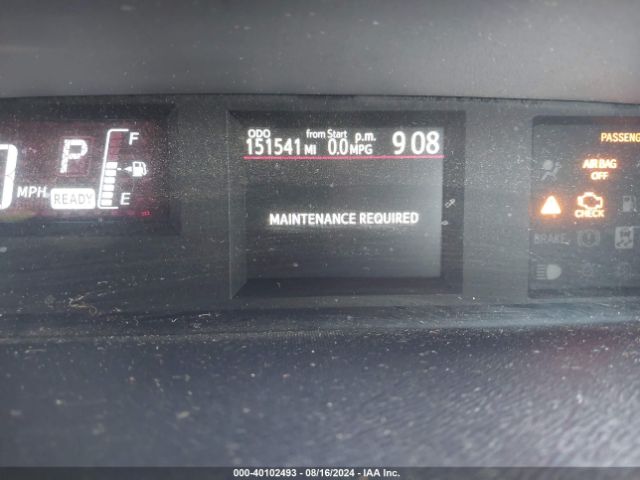 P
F
E
MPH
READY
ODO from Start p.m.
151541 MI 0.0 MPG 9 08
MAINTENANCE REQUIRED
PASSENG
AIR BAG
OFF
CHECK
BRAKE
000-40102493 - 08/16/2024 - IAA Inc.